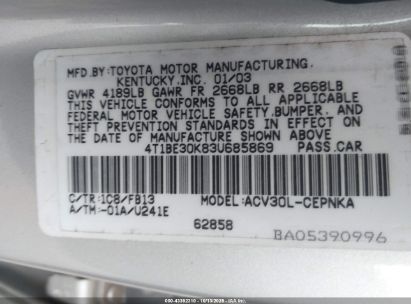 MFD.BY:TOYOTA MOTOR MANUFACTURING.
KENTUCKY,INC. 01/03
GVWR 4189LB GAWR FR 2668LB RR 2668LB
THIS VEHICLE CONFORMS TO ALL APPLICABLE
FEDERAL MOTOR VEHICLE SAFETY,BUMPER, AND
THEFT PREVENTION STANDARDS IN EFFECT ON
THE DATE OF MANUFACTURE SHOWN ABOVE.
4T1BE30K83U685869 PASS.CAR
C/TR:1C8/FB13 MODEL:ACV30L-CEPNKA
A/TM:-01A/U241E
62858
BA05390996